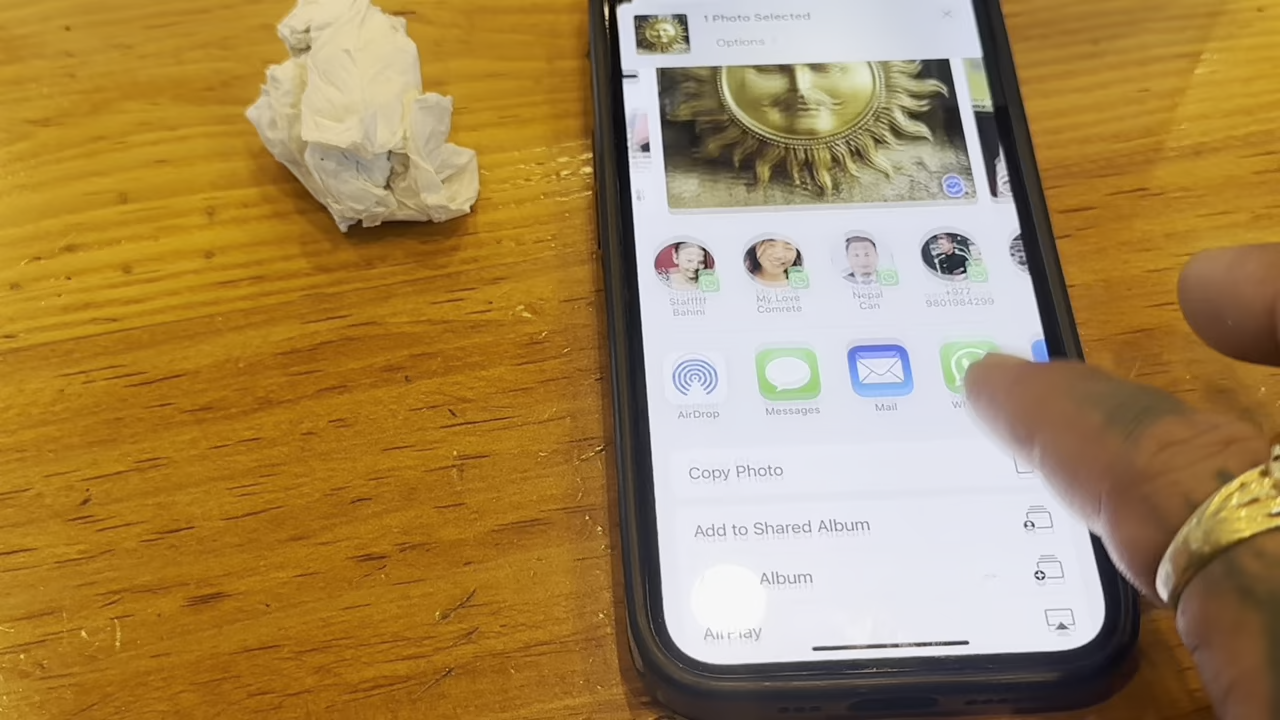 1 Photo Selected
Options
Stafffff
Bahini
My Love
Comrete
Nepal
Can
+977
9801984299
AirDrop
Messages
Mail
Copy Photo
Add to Shared Album
Album
AirPlay